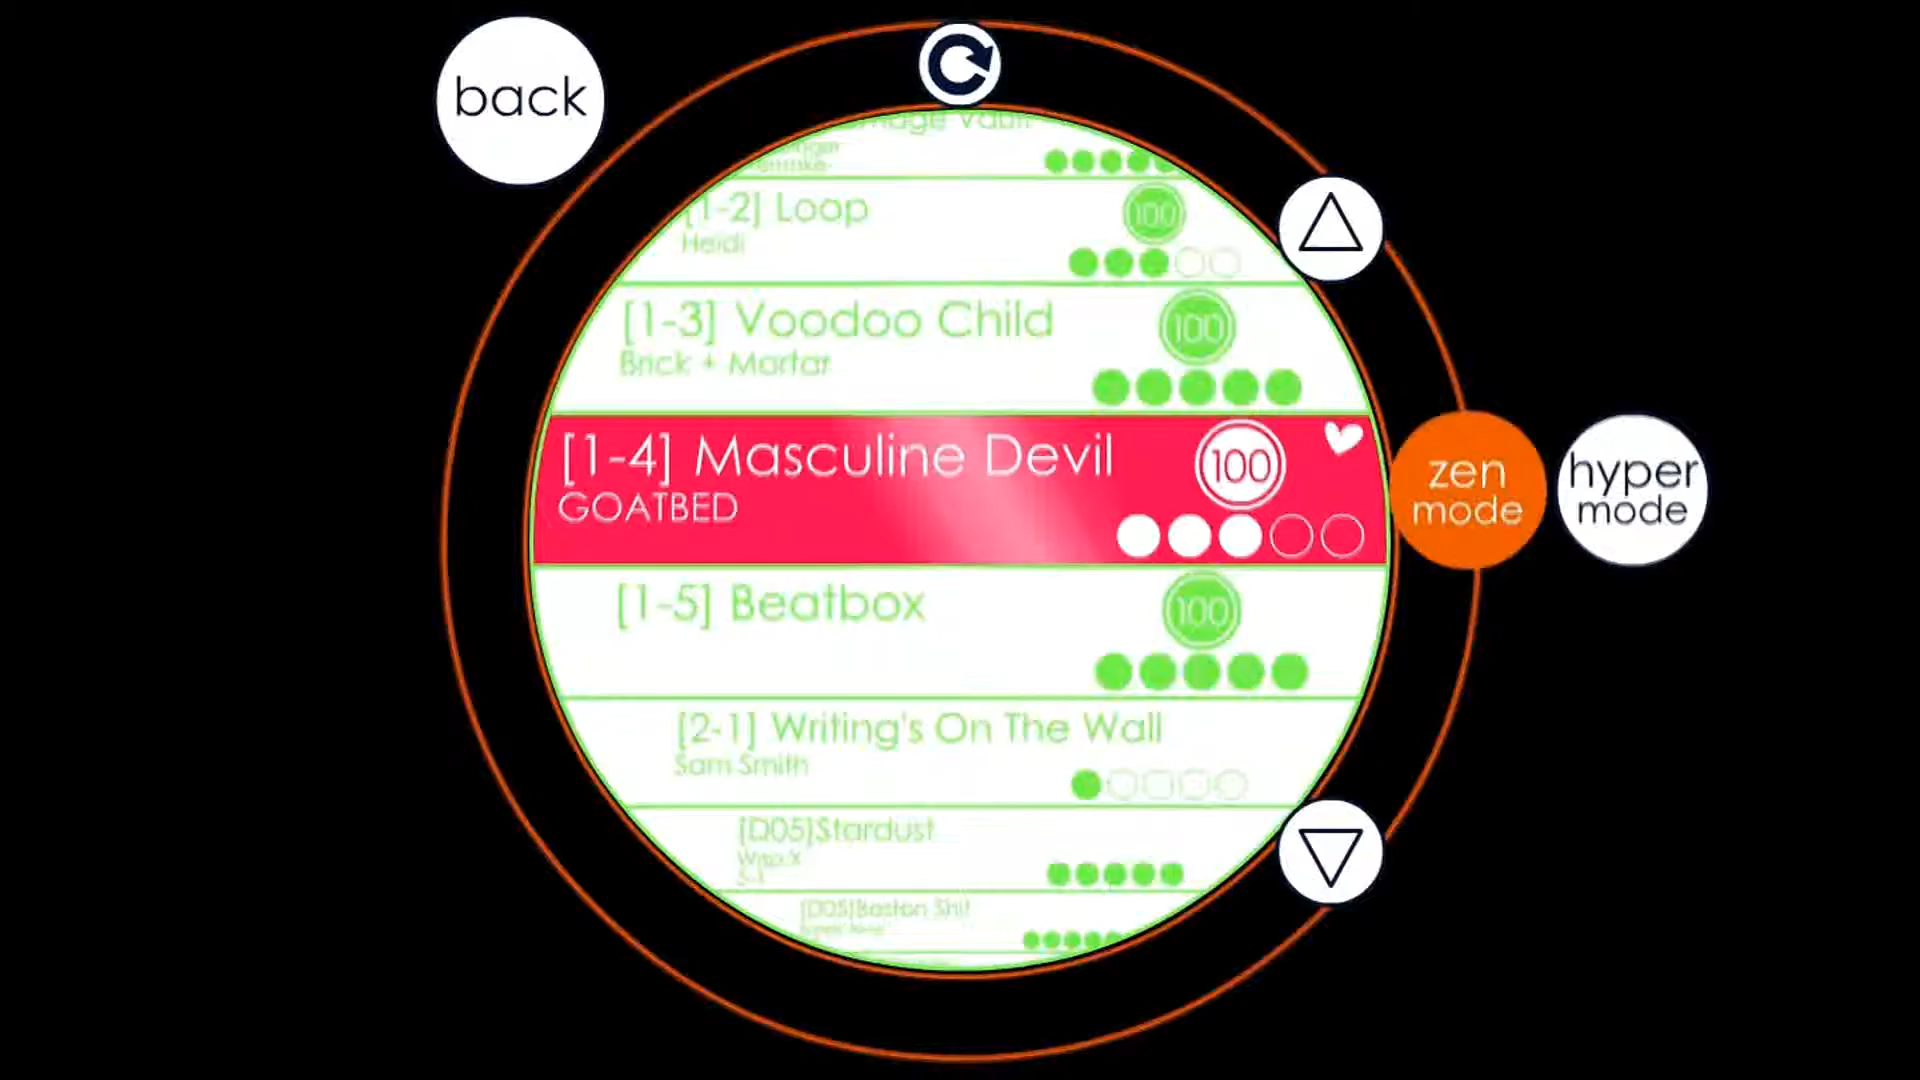 back
[1-2] Loop
Heidi
100
[1-3] Voodoo Child
100
Brick + Mortar
[1-4] Masculine Devil
100
GOATBED
zen
mode
hyper
mode
[1-5] Beatbox
100
[2-1] Writing's On The Wall
Sam Smith
[D05]Stardust